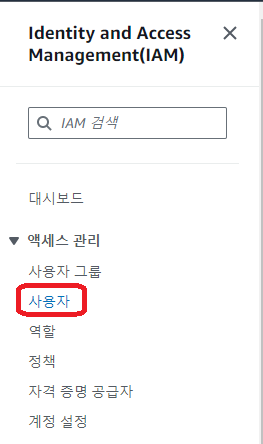 Identity and Access
Management(IAM)
IAM 검색
대시보드
액세스 관리
사용자 그룹
사용자
역할
정책
자격 증명 공급자
계정 설정